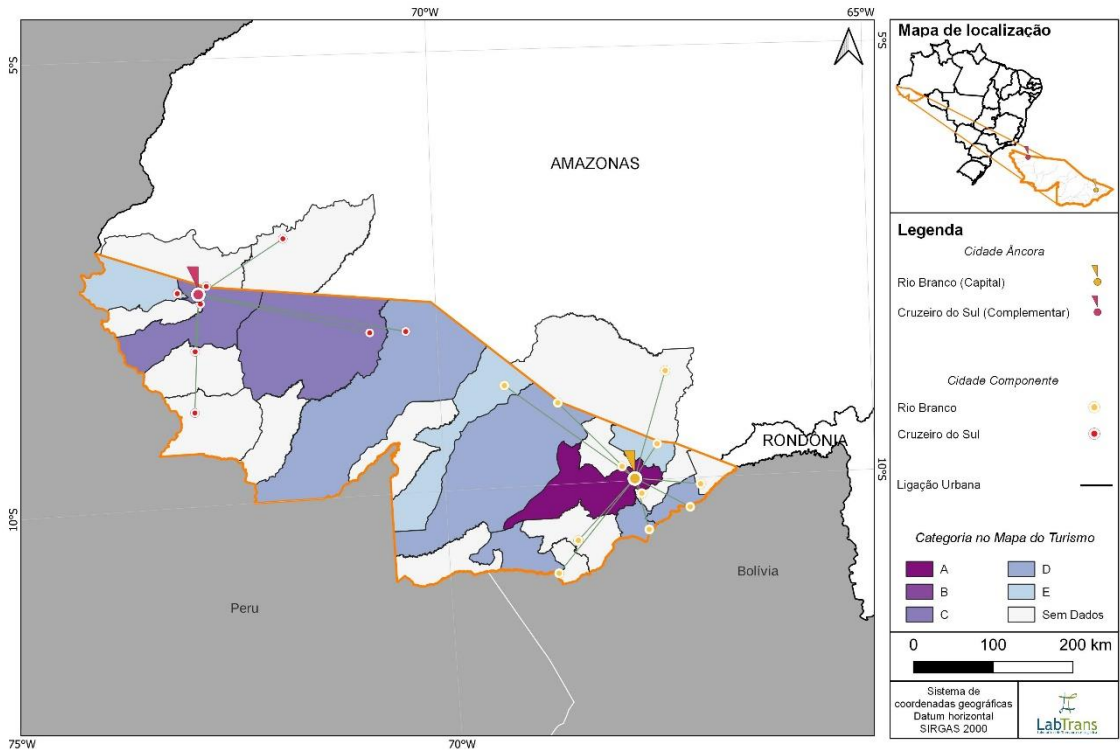 70°W
65°W
5°S
5°S
AMAZONAS
RONDÔNIA
10°S
10°S
Peru
Bolívia
75°W
70°W
Mapa de localização
Legenda
Cidade Âncora
Rio Branco (Capital)
Cruzeiro do Sul (Complementar)
Cidade Componente
Rio Branco
Cruzeiro do Sul
Ligação Urbana
Categoria no Mapa do Turismo
A
D
B
E
C
Sem Dados
0 100 200 km
Sistema de
coordenadas geográficas
Datum horizontal
SIRGAS 2000
LabTrans